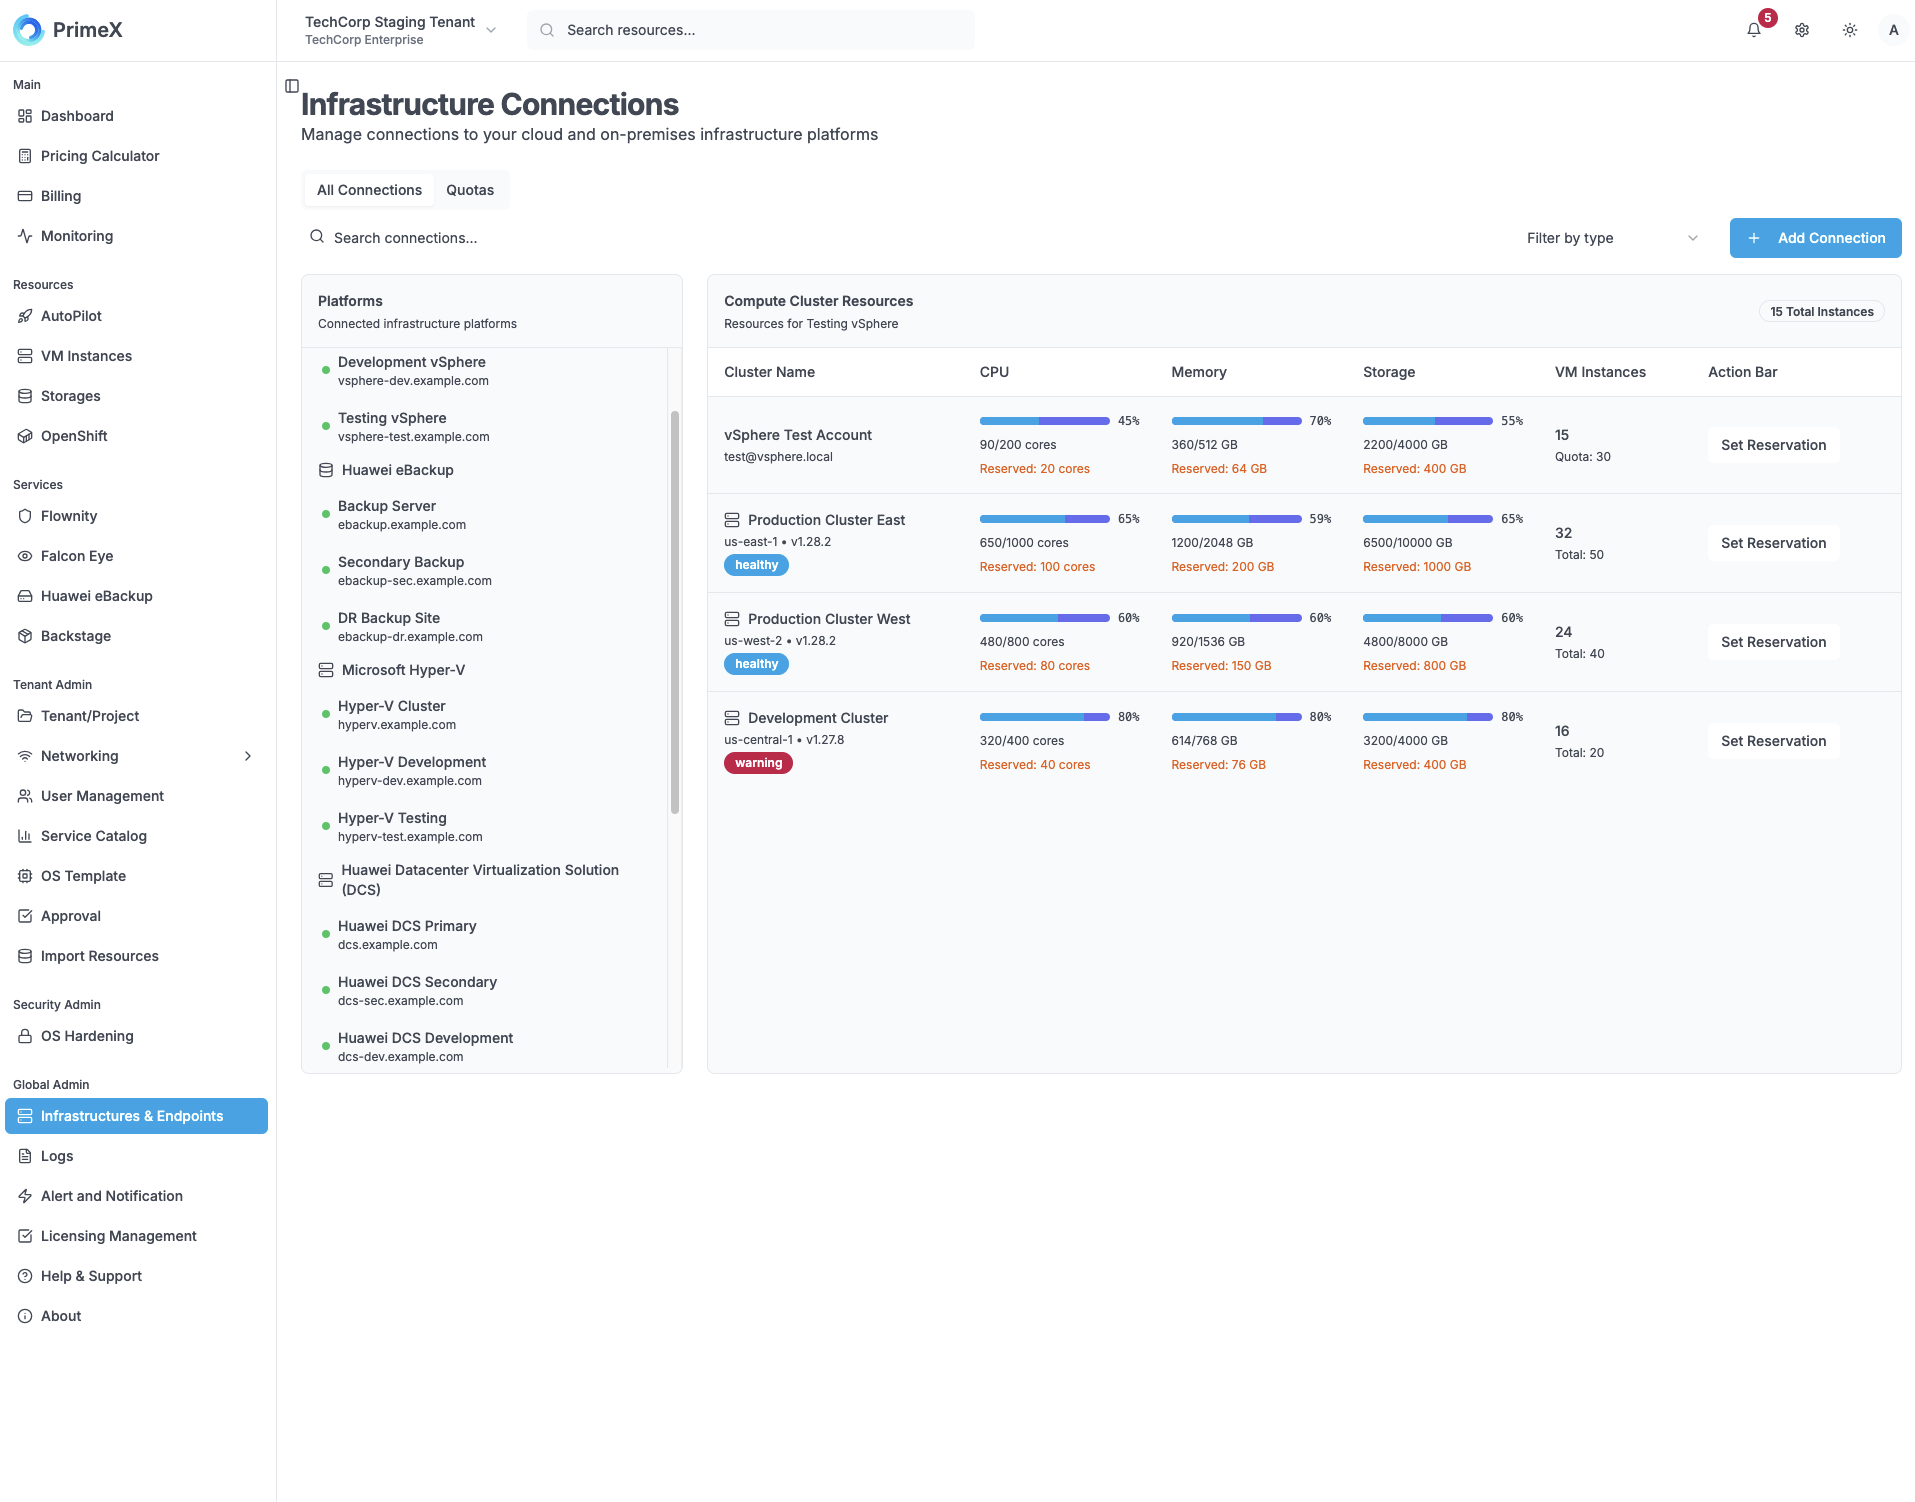 PrimeX
TechCorp Staging Tenant
TechCorp Enterprise
Search resources...
5
A
Main
Dashboard
Pricing Calculator
Billing
Monitoring
Resources
AutoPilot
VM Instances
Storages
OpenShift
Services
Flownity
Falcon Eye
Huawei eBackup
Backstage
Tenant Admin
Tenant/Project
Networking
User Management
Service Catalog
OS Template
Approval
Import Resources
Security Admin
OS Hardening
Global Admin
Infrastructures & Endpoints
Logs
Alert and Notification
Licensing Management
Help & Support
About
Infrastructure Connections
Manage connections to your cloud and on-premises infrastructure platforms
All Connections
Quotas
Search connections...
Filter by type
Add Connection
Platforms
Connected infrastructure platforms
Development vSphere
vsphere-dev.example.com
Testing vSphere
vsphere-test.example.com
Huawei eBackup
Backup Server
ebackup.example.com
Secondary Backup
ebackup-sec.example.com
DR Backup Site
ebackup-dr.example.com
Microsoft Hyper-V
Hyper-V Cluster
hyperv.example.com
Hyper-V Development
hyperv-dev.example.com
Hyper-V Testing
hyperv-test.example.com
Huawei Datacenter Virtualization Solution
(DCS)
Huawei DCS Primary
dcs.example.com
Huawei DCS Secondary
dcs-sec.example.com
Huawei DCS Development
dcs-dev.example.com
Compute Cluster Resources
Resources for Testing vSphere
15 Total Instances
Cluster Name CPU Memory Storage VM Instances Action Bar
vSphere Test Account
test@vsphere.local
45%
90/200 cores
Reserved: 20 cores
70%
360/512 GB
Reserved: 64 GB
55%
2200/4000 GB
Reserved: 400 GB
15
Quota: 30
Set Reservation
Production Cluster East
us-east-1 • v1.28.2
healthy
65%
650/1000 cores
Reserved: 100 cores
59%
1200/2048 GB
Reserved: 200 GB
65%
6500/10000 GB
Reserved: 1000 GB
32
Total: 50
Set Reservation
Production Cluster West
us-west-2 • v1.28.2
healthy
60%
480/800 cores
Reserved: 80 cores
60%
920/1536 GB
Reserved: 150 GB
60%
4800/8000 GB
Reserved: 800 GB
24
Total: 40
Set Reservation
Development Cluster
us-central-1 • v1.27.8
warning
80%
320/400 cores
Reserved: 40 cores
80%
614/768 GB
Reserved: 76 GB
80%
3200/4000 GB
Reserved: 400 GB
16
Total: 20
Set Reservation